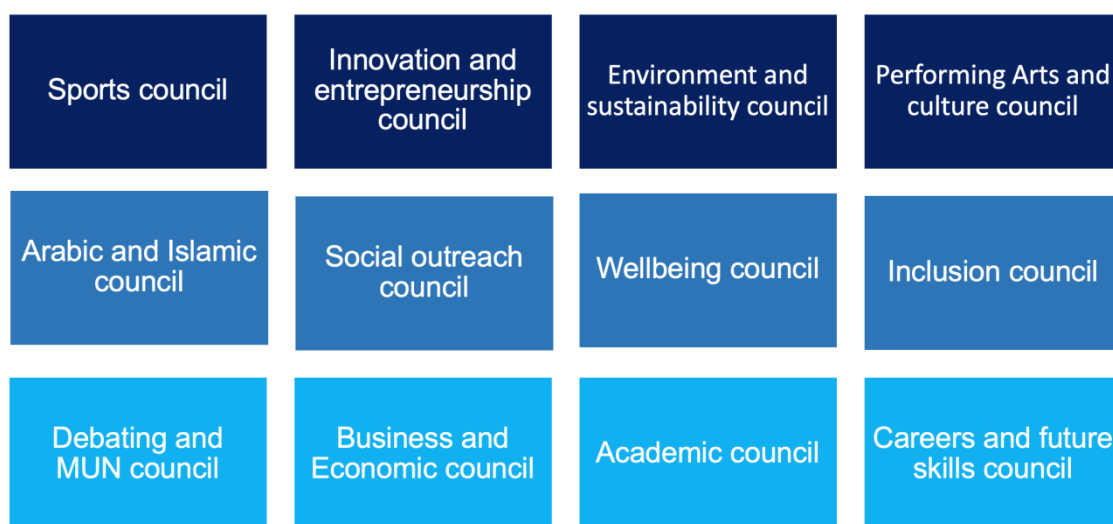 Sports council
Innovation and
entrepreneurship
council
Environment and
sustainability council
Performing Arts and
culture council
Arabic and Islamic
council
Social outreach
council
Wellbeing council
Inclusion council
Debating and
MUN council
Business and
Economic council
Academic council
Careers and future
skills council